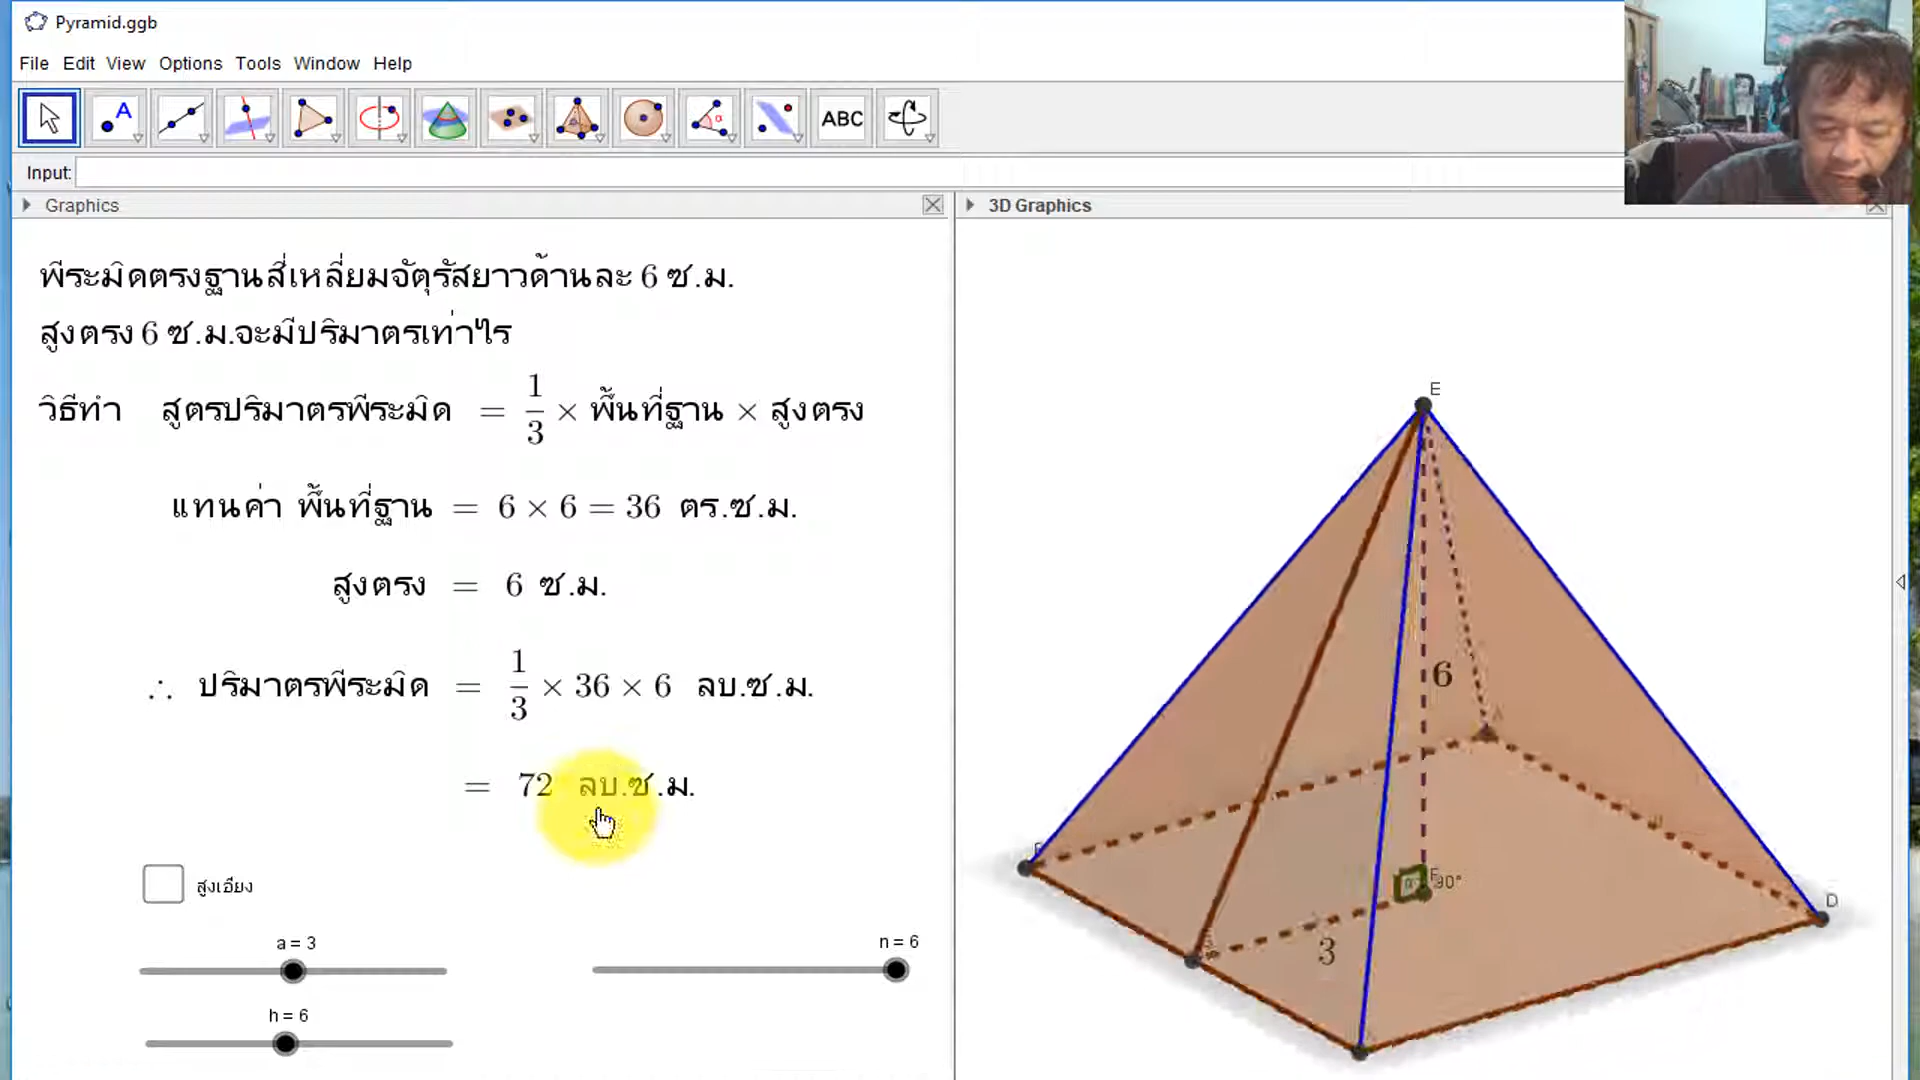 Pyramid.ggb
File Edit View Options Tools Window Help
A ABC
Input:
Graphics
3D Graphics
พีระมิดตรงฐานสี่เหลี่ยมจัตุรัสยาวด้านละ 6 ซ.ม.
สูงตรง 6 ซ.ม.จะมีปริมาตรเท่าไร
วิธีทำ สูตรปริมาตรพีระมิด = 1/3 × พื้นที่ฐาน × สูงตรง
แทนค่า พื้นที่ฐาน = 6 × 6 = 36 ตร.ซ.ม.
สูงตรง = 6 ซ.ม.
∴ ปริมาตรพีระมิด = 1/3 × 36 × 6 ลบ.ซ.ม.
= 72 ลบ.ซ.ม.
สูงเอียง
a = 3
n = 6
h = 6
E
6
A
F
90°
D
3